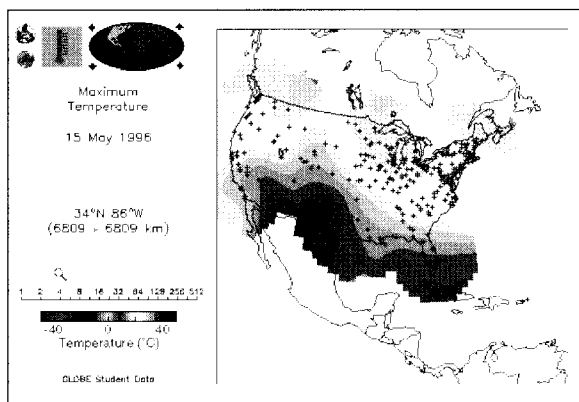 Maximum
Temperature
15 May 1996
34°N 86°W
(6809 × 6809 km)
1 2 4 8 16 32 64 128 256 512
-40 0 40
Temperature (°C)
GLOBE Student Data